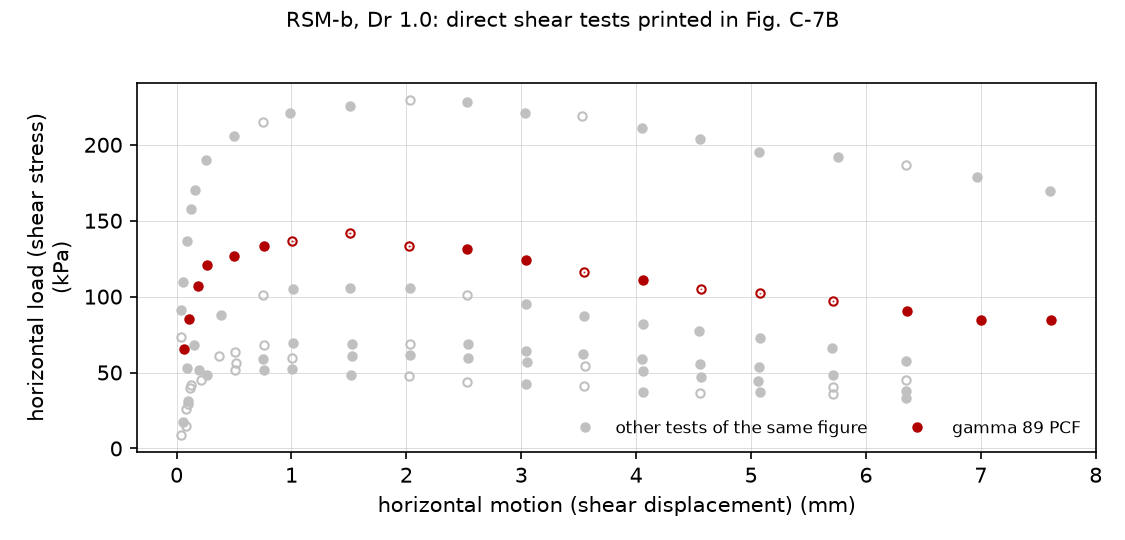 RSM-b, Dr 1.0: direct shear tests printed in Fig. C-7B
horizontal load (shear stress)
(kPa)
200
150
100
50
0
other tests of the same figure
gamma 89 PCF
0 1 2 3 4 5 6 7 8
horizontal motion (shear displacement) (mm)